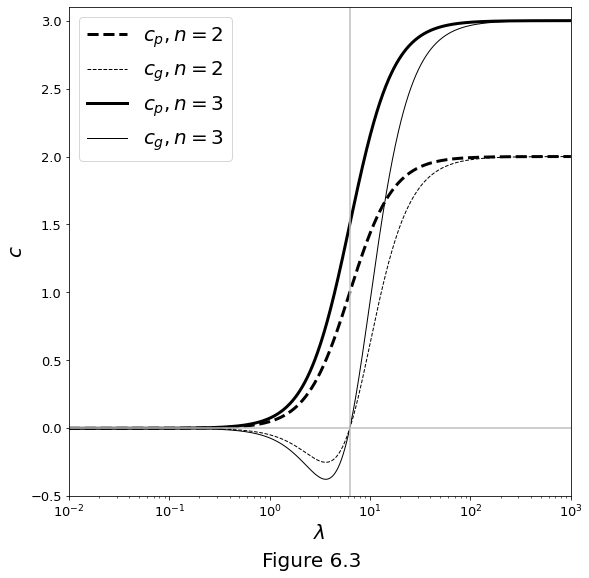 3.0
2.5
2.0
1.5
1.0
0.5
0.0
−0.5
c
c_p, n = 2
c_g, n = 2
c_p, n = 3
c_g, n = 3
10^{-2} 10^{-1} 10^{0} 10^{1} 10^{2} 10^{3}
λ
Figure 6.3